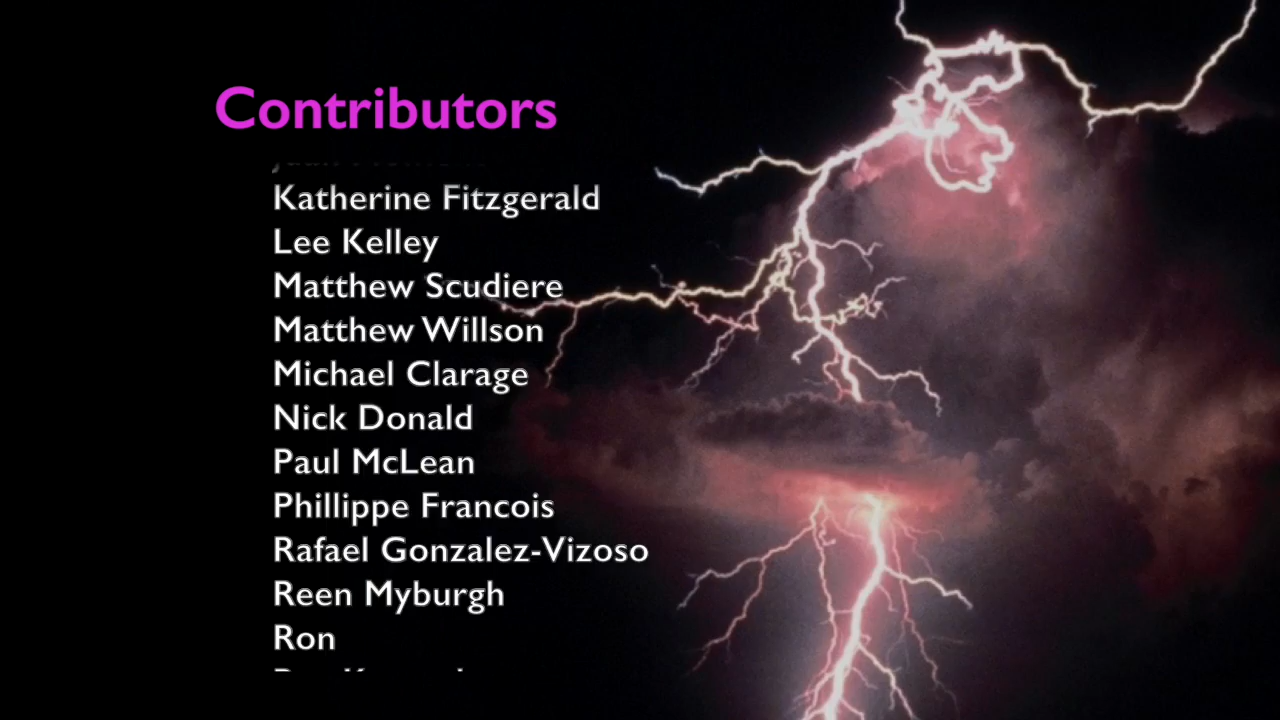 Contributors
Katherine Fitzgerald
Lee Kelley
Matthew Scudiere
Matthew Willson
Michael Clarage
Nick Donald
Paul McLean
Phillippe Francois
Rafael Gonzalez-Vizoso
Reen Myburgh
Ron